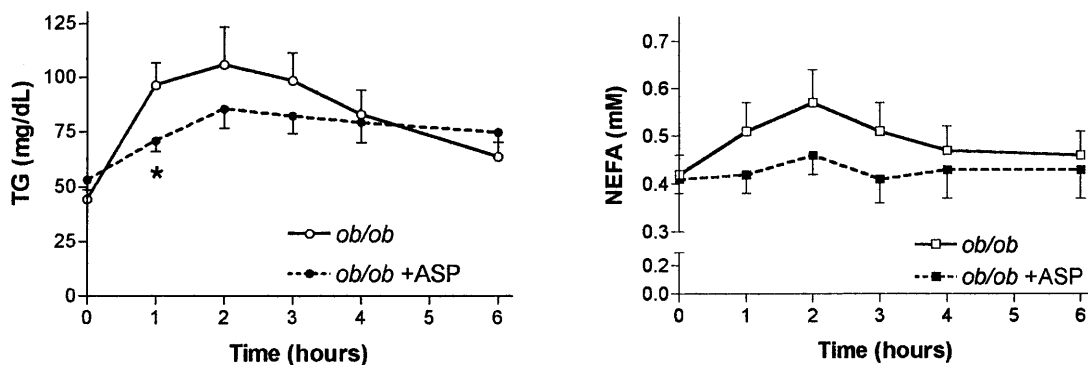 125
100
75
50
25
0
TG (mg/dL)
*
ob/ob
ob/ob +ASP
0 1 2 3 4 5 6
Time (hours)
0.7
0.6
0.5
0.4
0.3
0.2
0.0
NEFA (mM)
ob/ob
ob/ob +ASP
0 1 2 3 4 5 6
Time (hours)